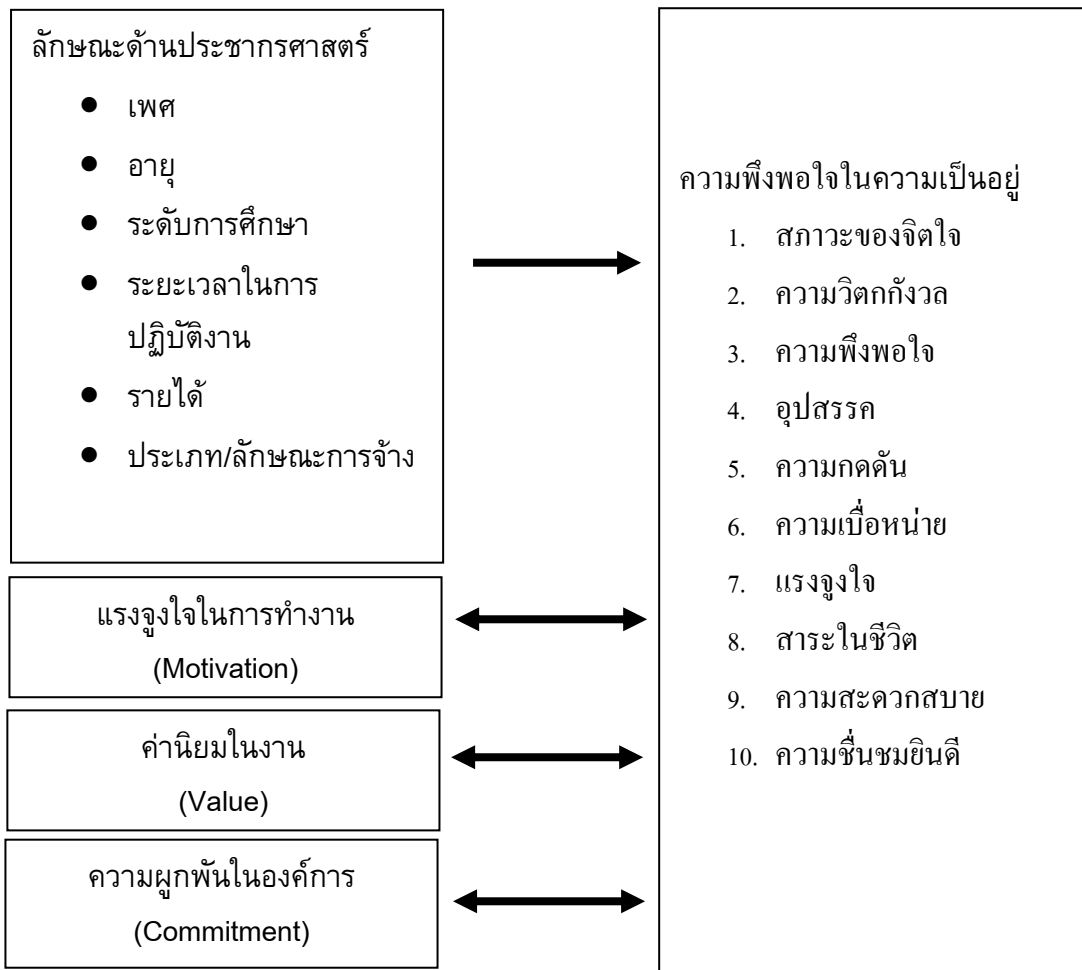 ลักษณะด้านประชากรศาสตร์
● เพศ
● อายุ
● ระดับการศึกษา
● ระยะเวลาในการ
ปฏิบัติงาน
● รายได้
● ประเภท/ลักษณะการจ้าง
แรงจูงใจในการทำงาน
(Motivation)
ค่านิยมในงาน
(Value)
ความผูกพันในองค์การ
(Commitment)
ความพึงพอใจในความเป็นอยู่
1. สภาวะของจิตใจ
2. ความวิตกกังวล
3. ความพึงพอใจ
4. อุปสรรค
5. ความกดดัน
6. ความเบื่อหน่าย
7. แรงจูงใจ
8. สาระในชีวิต
9. ความสะดวกสบาย
10. ความชื่นชมยินดี